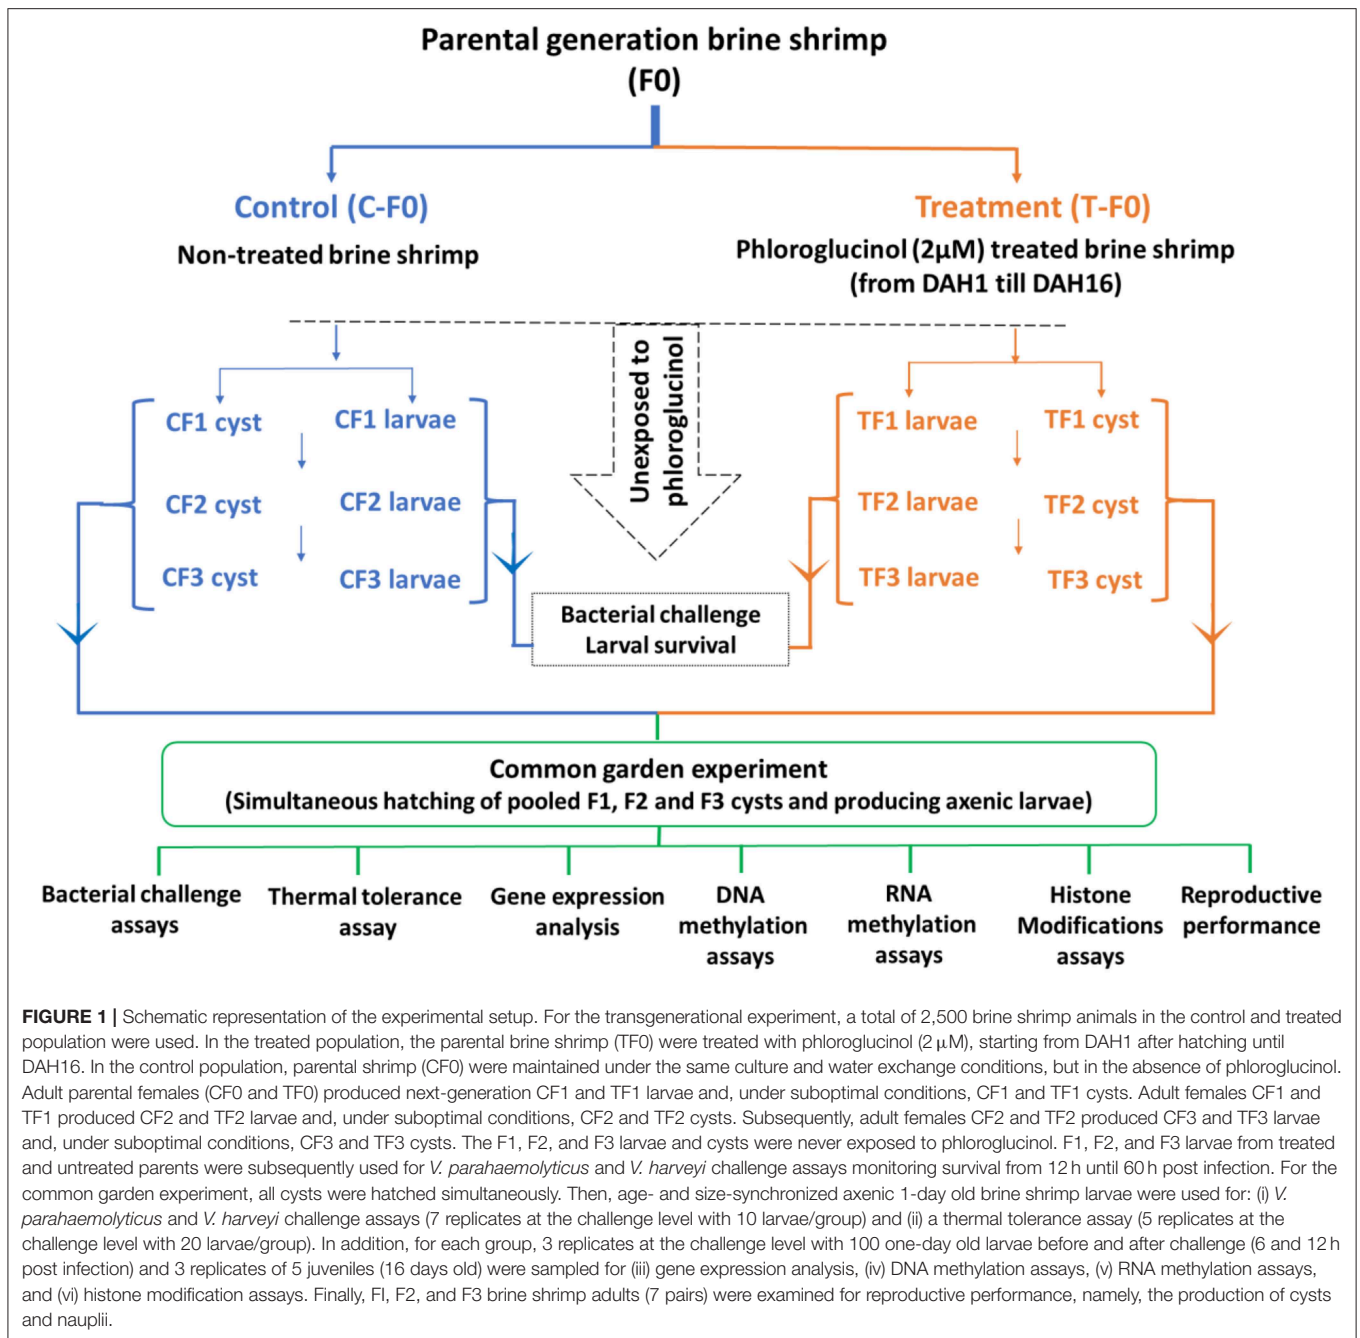 Parental generation brine shrimp
(F0)
Control (C-F0)
Non-treated brine shrimp
Treatment (T-F0)
Phloroglucinol (2µM) treated brine shrimp
(from DAH1 till DAH16)
Unexposed to
phloroglucinol
CF1 cyst
CF1 larvae
TF1 larvae
TF1 cyst
CF2 cyst
CF2 larvae
TF2 larvae
TF2 cyst
CF3 cyst
CF3 larvae
TF3 larvae
TF3 cyst
Bacterial challenge
Larval survival
Common garden experiment
(Simultaneous hatching of pooled F1, F2 and F3 cysts and producing axenic larvae)
Bacterial challenge
assays
Thermal tolerance
assay
Gene expression
analysis
DNA
methylation
assays
RNA
methylation
assays
Histone
Modifications
assays
Reproductive
performance
FIGURE 1 | Schematic representation of the experimental setup. For the transgenerational experiment, a total of 2,500 brine shrimp animals in the control and treated
population were used. In the treated population, the parental brine shrimp (TF0) were treated with phloroglucinol (2 µM), starting from DAH1 after hatching until
DAH16. In the control population, parental shrimp (CF0) were maintained under the same culture and water exchange conditions, but in the absence of phloroglucinol.
Adult parental females (CF0 and TF0) produced next-generation CF1 and TF1 larvae and, under suboptimal conditions, CF1 and TF1 cysts. Adult females CF1 and
TF1 produced CF2 and TF2 larvae and, under suboptimal conditions, CF2 and TF2 cysts. Subsequently, adult females CF2 and TF2 produced CF3 and TF3 larvae
and, under suboptimal conditions, CF3 and TF3 cysts. The F1, F2, and F3 larvae and cysts were never exposed to phloroglucinol. F1, F2, and F3 larvae from treated
and untreated parents were subsequently used for V. parahaemolyticus and V. harveyi challenge assays monitoring survival from 12 h until 60 h post infection. For the
common garden experiment, all cysts were hatched simultaneously. Then, age- and size-synchronized axenic 1-day old brine shrimp larvae were used for: (i) V.
parahaemolyticus and V. harveyi challenge assays (7 replicates at the challenge level with 10 larvae/group) and (ii) a thermal tolerance assay (5 replicates at the
challenge level with 20 larvae/group). In addition, for each group, 3 replicates at the challenge level with 100 one-day old larvae before and after challenge (6 and 12 h
post infection) and 3 replicates of 5 juveniles (16 days old) were sampled for (iii) gene expression analysis, (iv) DNA methylation assays, (v) RNA methylation assays,
and (vi) histone modification assays. Finally, FI, F2, and F3 brine shrimp adults (7 pairs) were examined for reproductive performance, namely, the production of cysts
and nauplii.